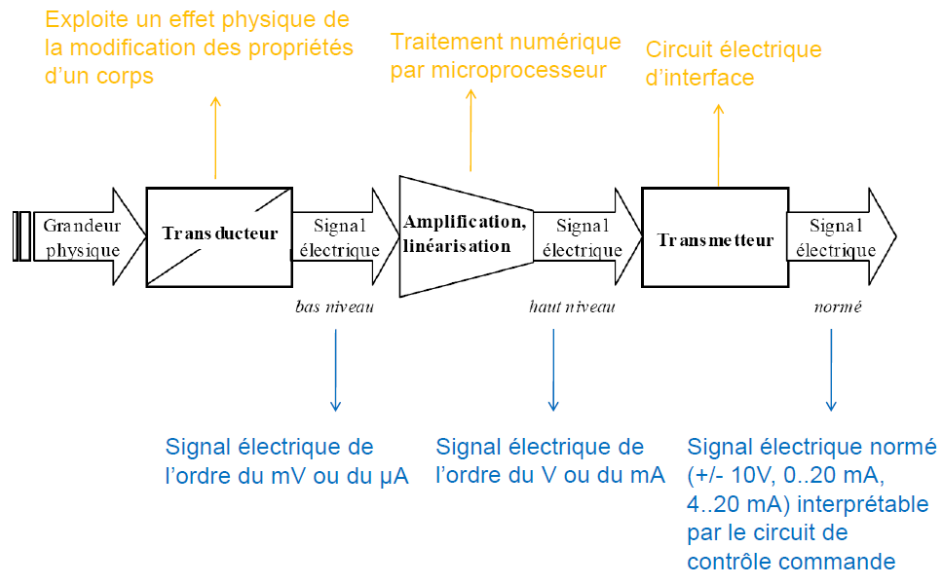 Exploite un effet physique de
la modification des propriétés
d'un corps
Traitement numérique
par microprocesseur
Circuit électrique
d'interface
Grandeur
physique
Transducteur
Signal
électrique
Amplification,
linéarisation
Signal
électrique
Transmetteur
Signal
électrique
bas niveau
haut niveau
normé
Signal électrique de
l'ordre du mV ou du µA
Signal électrique de
l'ordre du V ou du mA
Signal électrique normé
(+/- 10V, 0..20 mA,
4..20 mA) interprétable
par le circuit de
contrôle commande